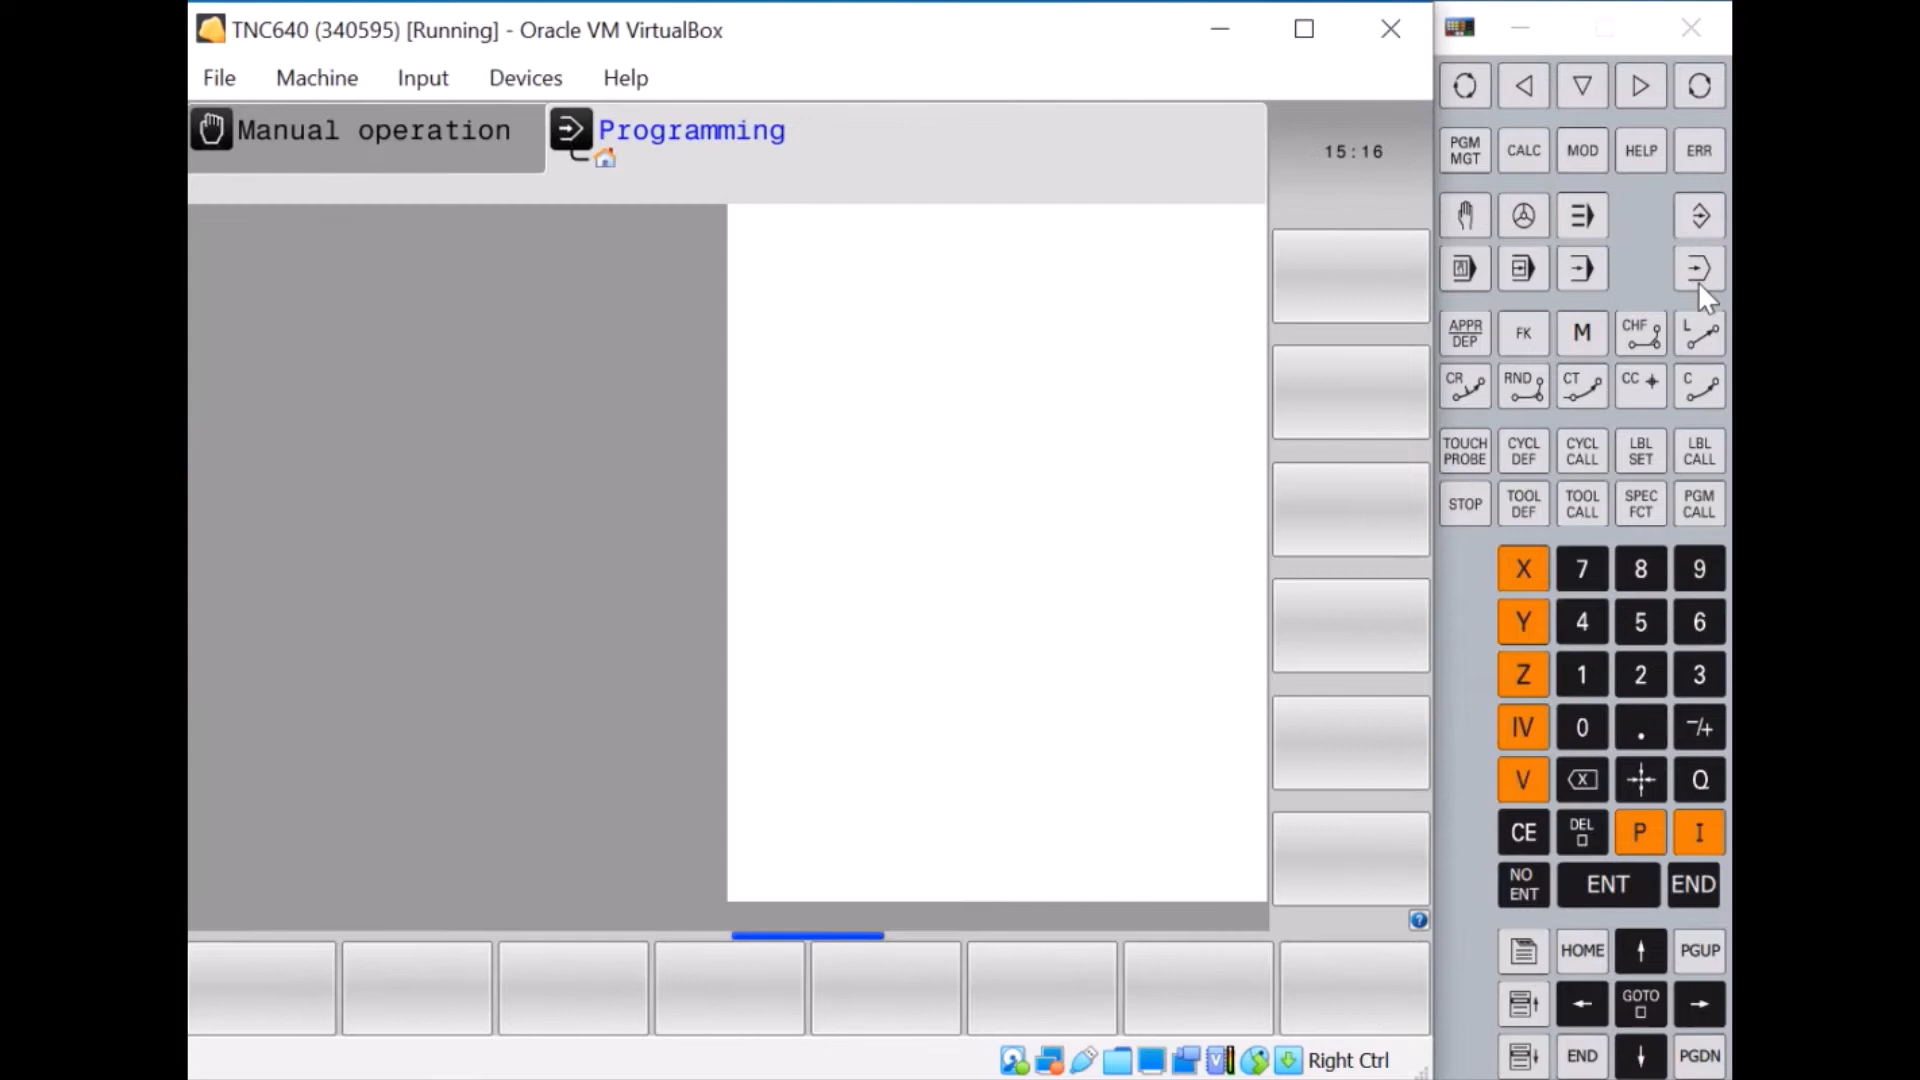 TNC640 (340595) [Running] - Oracle VM VirtualBox
File Machine Input Devices Help
Manual operation
Programming
15:16
Right Ctrl
PGM MGT CALC MOD HELP ERR
APPR DEP FK M CHF L
CR RND CT CC C
TOUCH PROBE CYCL DEF CYCL CALL LBL SET LBL CALL
STOP TOOL DEF TOOL CALL SPEC FCT PGM CALL
X 7 8 9
Y 4 5 6
Z 1 2 3
IV 0 . -/+
V X Q
CE DEL P I
NO ENT ENT END
HOME PGUP
GOTO
END PGDN